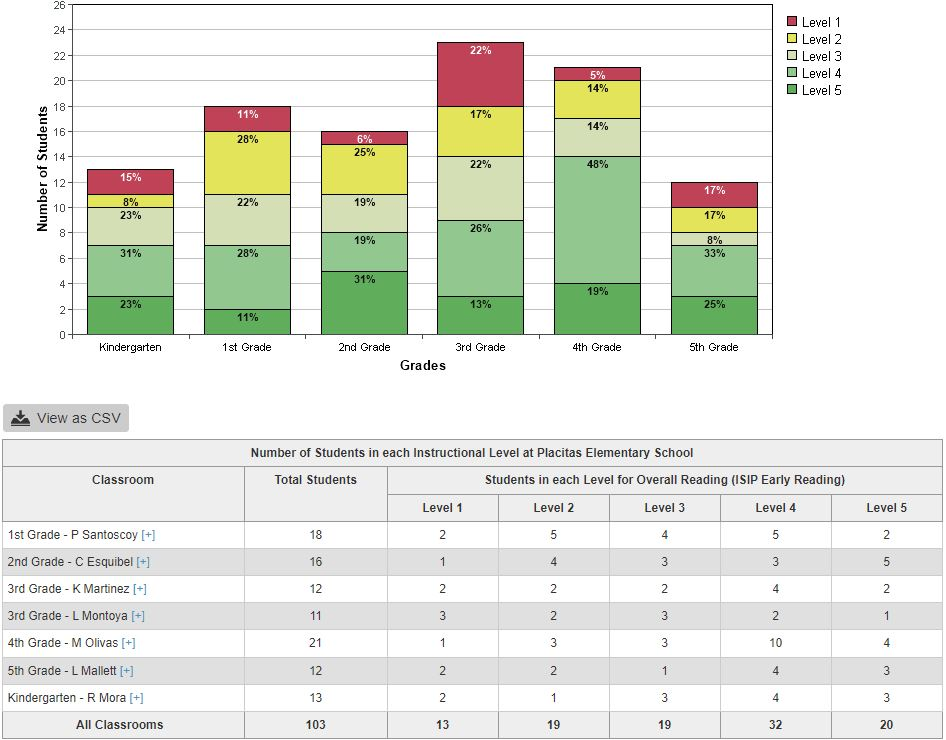 26
24
22
20
18
16
14
12
10
8
6
4
2
0
Number of Students
15%
8%
23%
31%
23%
11%
28%
22%
28%
11%
6%
25%
19%
19%
31%
22%
17%
22%
26%
13%
5%
14%
14%
48%
19%
17%
17%
8%
33%
25%
Kindergarten 1st Grade 2nd Grade 3rd Grade 4th Grade 5th Grade
Grades
Level 1
Level 2
Level 3
Level 4
Level 5
View as CSV
Number of Students in each Instructional Level at Placitas Elementary School
Classroom Total Students Students in each Level for Overall Reading (ISIP Early Reading)
Level 1 Level 2 Level 3 Level 4 Level 5
1st Grade - P Santoscoy [+] 18 2 5 4 5 2
2nd Grade - C Esquibel [+] 16 1 4 3 3 5
3rd Grade - K Martinez [+] 12 2 2 2 4 2
3rd Grade - L Montoya [+] 11 3 2 3 2 1
4th Grade - M Olivas [+] 21 1 3 3 10 4
5th Grade - L Mallett [+] 12 2 2 1 4 3
Kindergarten - R Mora [+] 13 2 1 3 4 3
All Classrooms 103 13 19 19 32 20